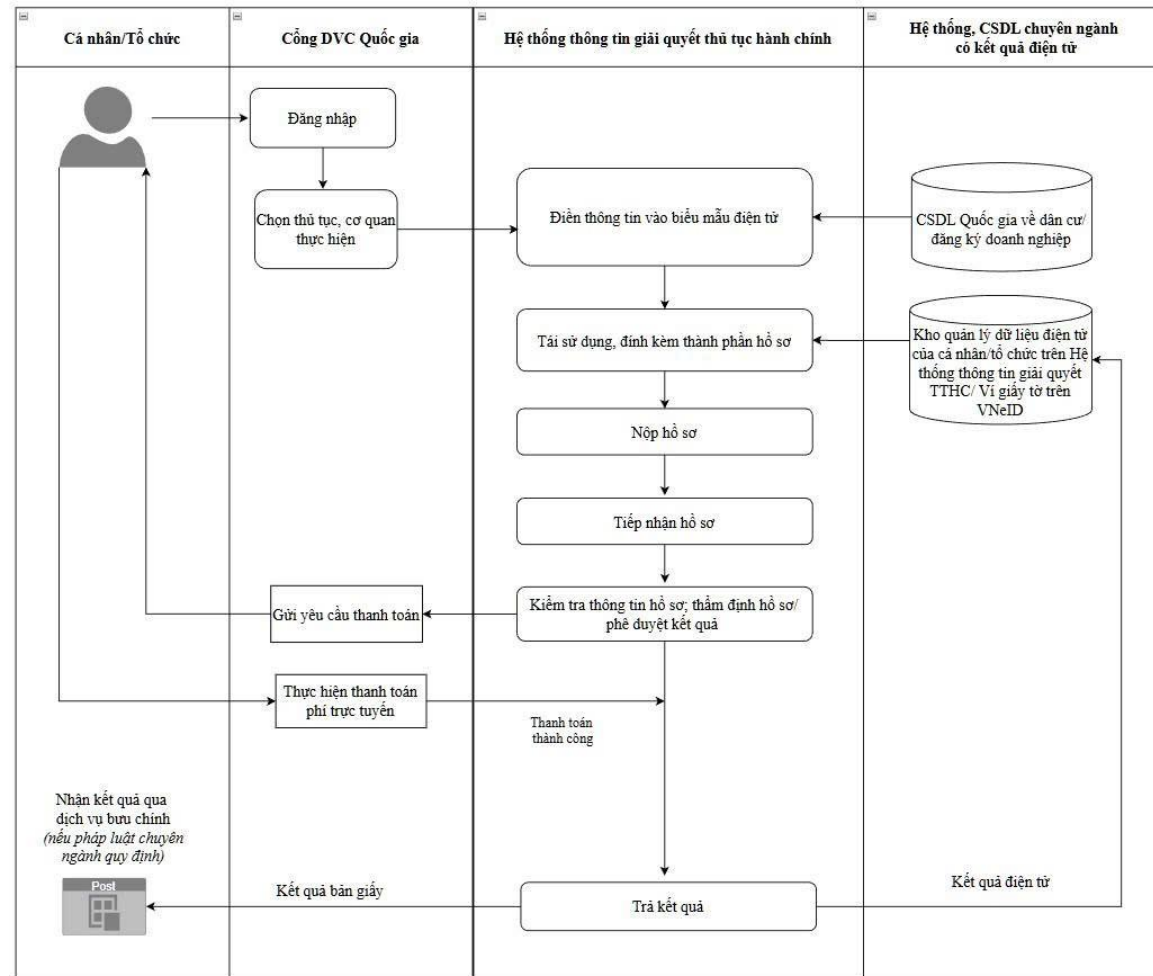 Cá nhân/Tổ chức
Cổng DVC Quốc gia
Hệ thống thông tin giải quyết thủ tục hành chính
Hệ thống, CSDL chuyên ngành
có kết quả điện tử
Đăng nhập
Chọn thủ tục, cơ quan
thực hiện
Điền thông tin vào biểu mẫu điện tử
CSDL Quốc gia về dân cư/
đăng ký doanh nghiệp
Tái sử dụng, đính kèm thành phần hồ sơ
Kho quản lý dữ liệu điện tử
của cá nhân/tổ chức trên Hệ
thống thông tin giải quyết
TTHC/ Ví giấy tờ trên
VNeID
Nộp hồ sơ
Tiếp nhận hồ sơ
Gửi yêu cầu thanh toán
Kiểm tra thông tin hồ sơ; thẩm định hồ sơ/
phê duyệt kết quả
Thực hiện thanh toán
phí trực tuyến
Thanh toán
thành công
Nhận kết quả qua
dịch vụ bưu chính
(nếu pháp luật chuyên
ngành quy định)
Post
Kết quả bản giấy
Trả kết quả
Kết quả điện tử